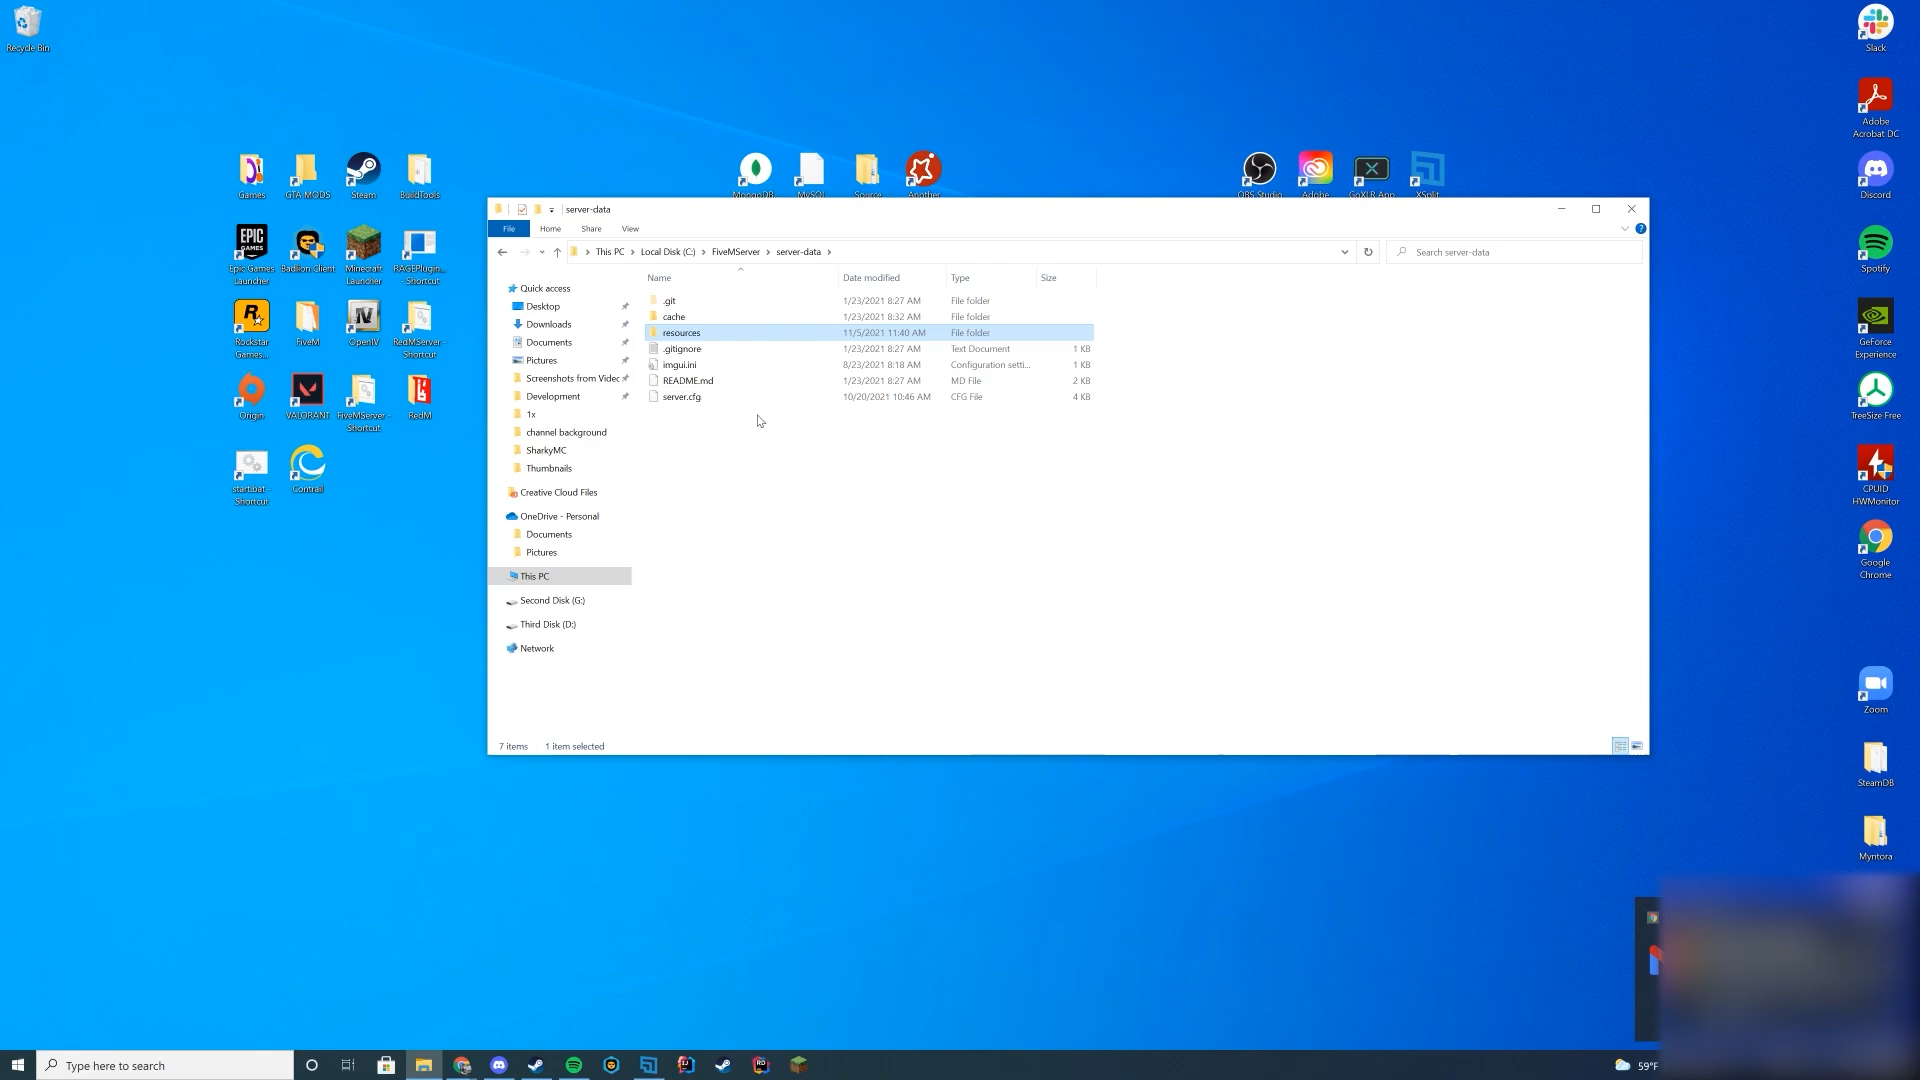 Recycle Bin
Games
GTA MODS
Steam
BuildTools
Epic Games
Launcher
Badlion Client
Minecraft
Launcher
RAGEPlugin...
- Shortcut
Rockstar
Games...
FiveM
OpenIV
RedMServer -
Shortcut
Origin
VALORANT
FiveMServer -
Shortcut
RedM
start.bat -
Shortcut
Contrail
MongoDB
MySQL
Source
Another
OBS Studio
Adobe
GoXLR App
XSplit
Slack
Adobe
Acrobat DC
Discord
Spotify
GeForce
Experience
TreeSize Free
CPUID
HWMonitor
Google
Chrome
Zoom
SteamDB
Myntora
server-data
File Home Share View
This PC > Local Disk (C:) > FiveMServer > server-data >
Search server-data
Name Date modified Type Size
.git 1/23/2021 8:27 AM File folder
cache 1/23/2021 8:32 AM File folder
resources 11/5/2021 11:40 AM File folder
.gitignore 1/23/2021 8:27 AM Text Document 1 KB
imgui.ini 8/23/2021 8:18 AM Configuration setti... 1 KB
README.md 1/23/2021 8:27 AM MD File 2 KB
server.cfg 10/20/2021 10:46 AM CFG File 4 KB
Quick access
Desktop
Downloads
Documents
Pictures
Screenshots from Videc
Development
1x
channel background
SharkyMC
Thumbnails
Creative Cloud Files
OneDrive - Personal
Documents
Pictures
This PC
Second Disk (G:)
Third Disk (D:)
Network
7 items 1 item selected
Type here to search
59°F